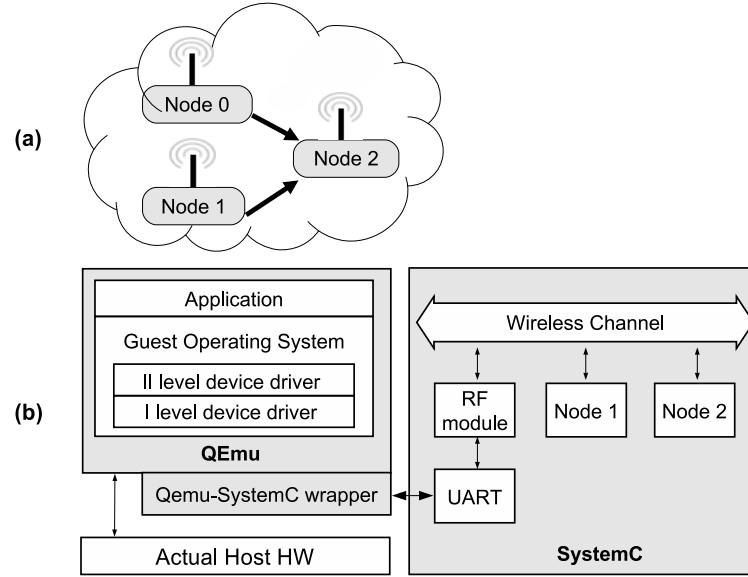 (a)
Node 0
Node 2
Node 1
(b)
Application
Guest Operating System
II level device driver
I level device driver
QEmu
Qemu-SystemC wrapper
Actual Host HW
Wireless Channel
RF
module
Node 1
Node 2
UART
SystemC